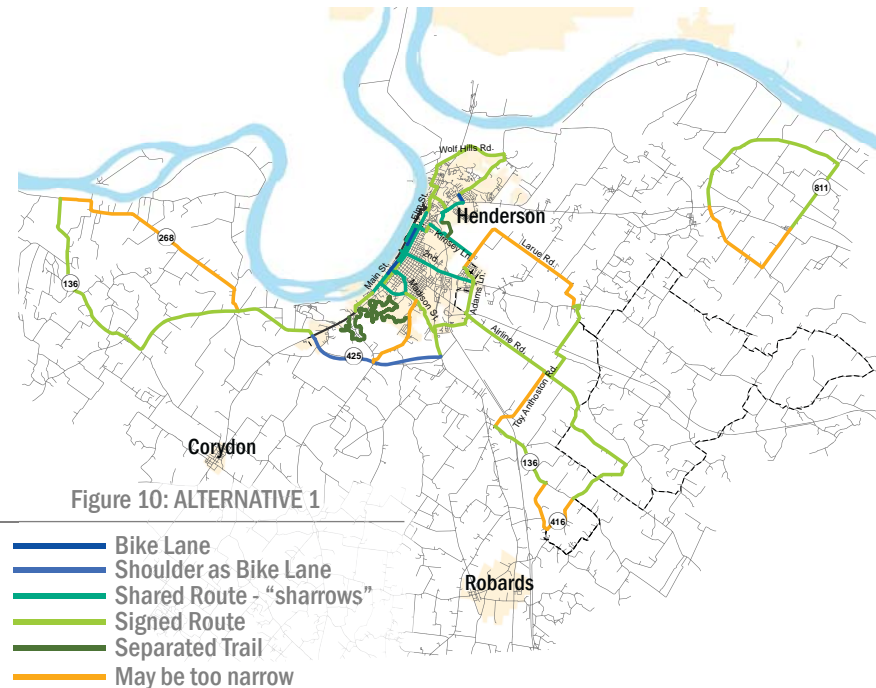 Wolf Hills Rd.
811
Elm St.
Henderson
268
Kimsey Ln.
Larue Rd.
2nd
136
Main St.
Madison St.
Adams Ln.
Airline Rd.
425
Toy Anthoston Rd.
Corydon
136
416
Figure 10: ALTERNATIVE 1
Robards
Bike Lane
Shoulder as Bike Lane
Shared Route - “sharrows”
Signed Route
Separated Trail
May be too narrow